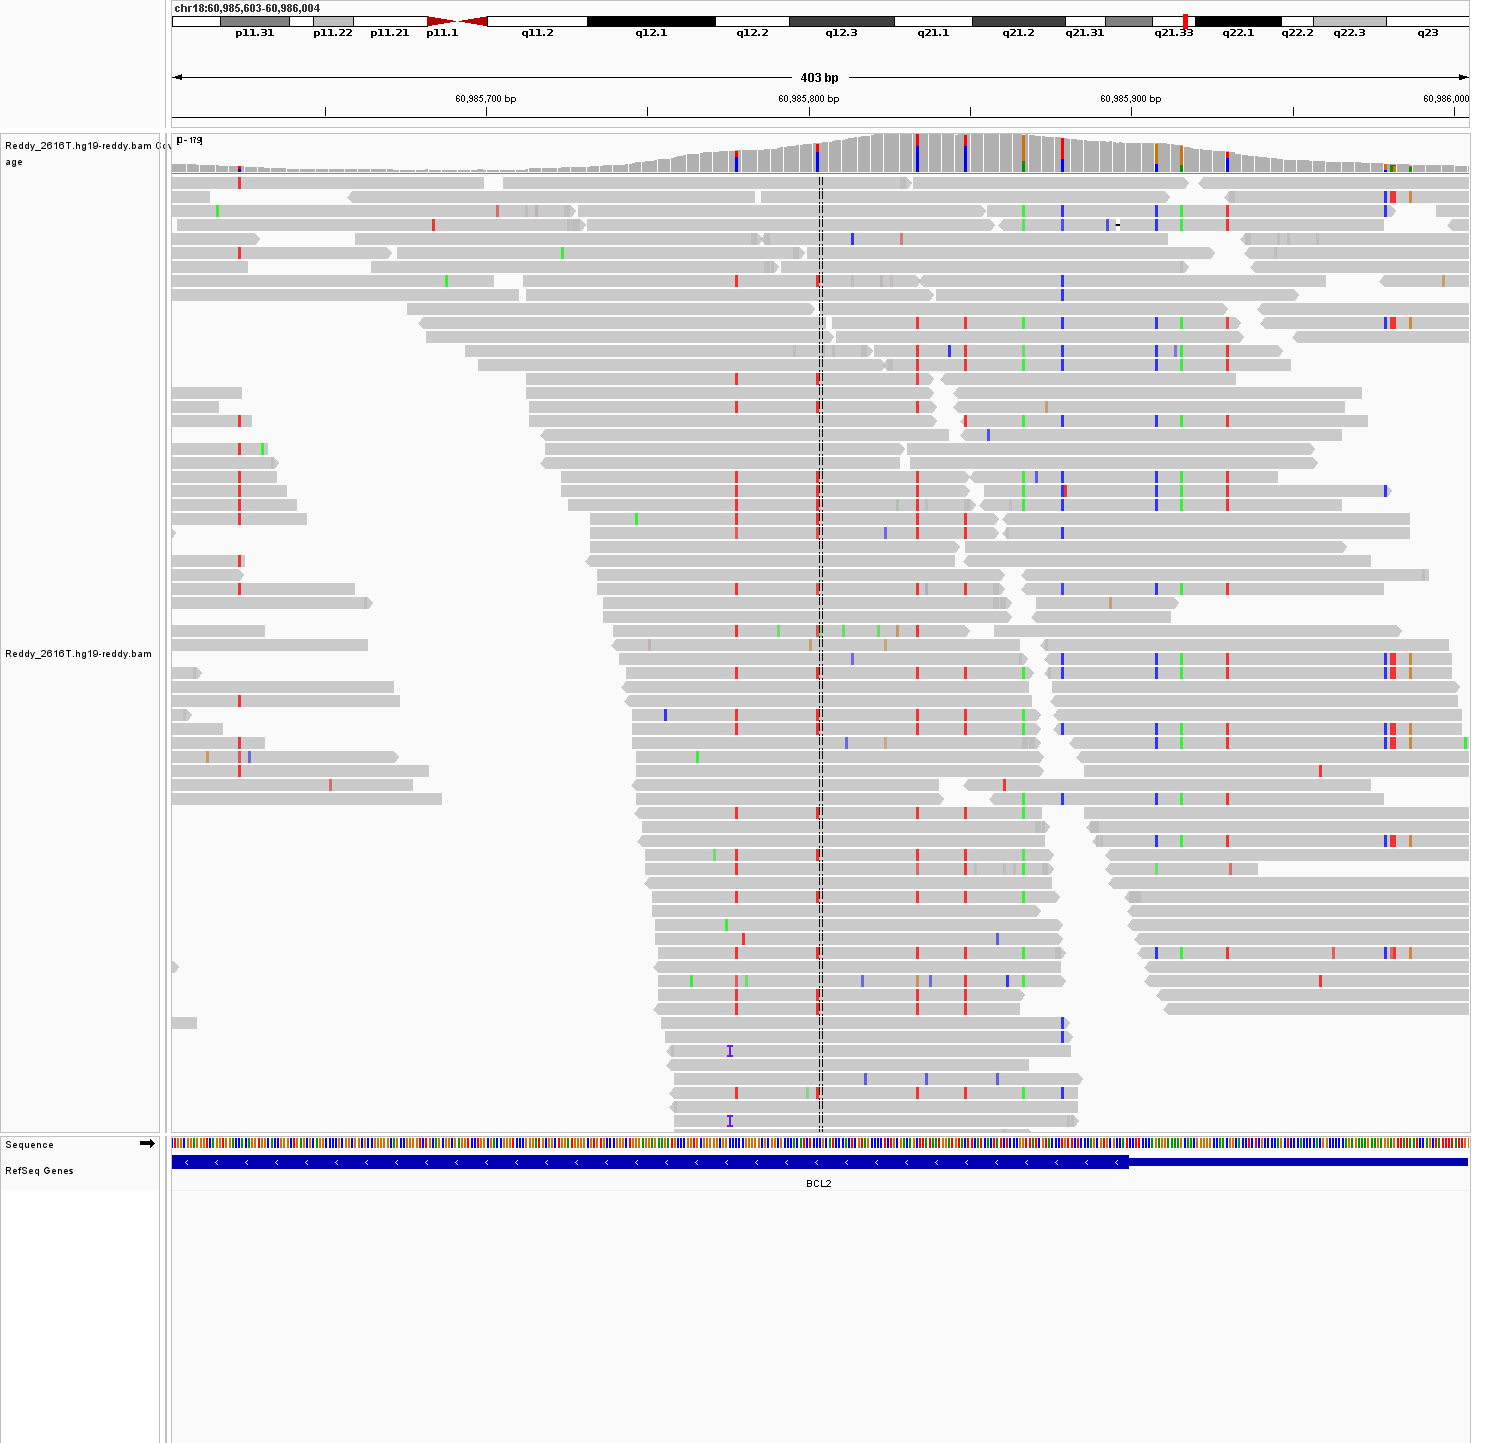 chr18:60,985,603-60,986,004
p11.31 p11.22 p11.21 p11.1 q11.2 q12.1 q12.2 q12.3 q21.1 q21.2 q21.31 q21.33 q22.1 q22.2 q22.3 q23
403 bp
60,985,700 bp 60,985,800 bp 60,985,900 bp 60,986,000
Reddy_2616T.hg19-reddy.bam Cov
age
[0 - 179]
Reddy_2616T.hg19-reddy.bam
Sequence
RefSeq Genes
BCL2